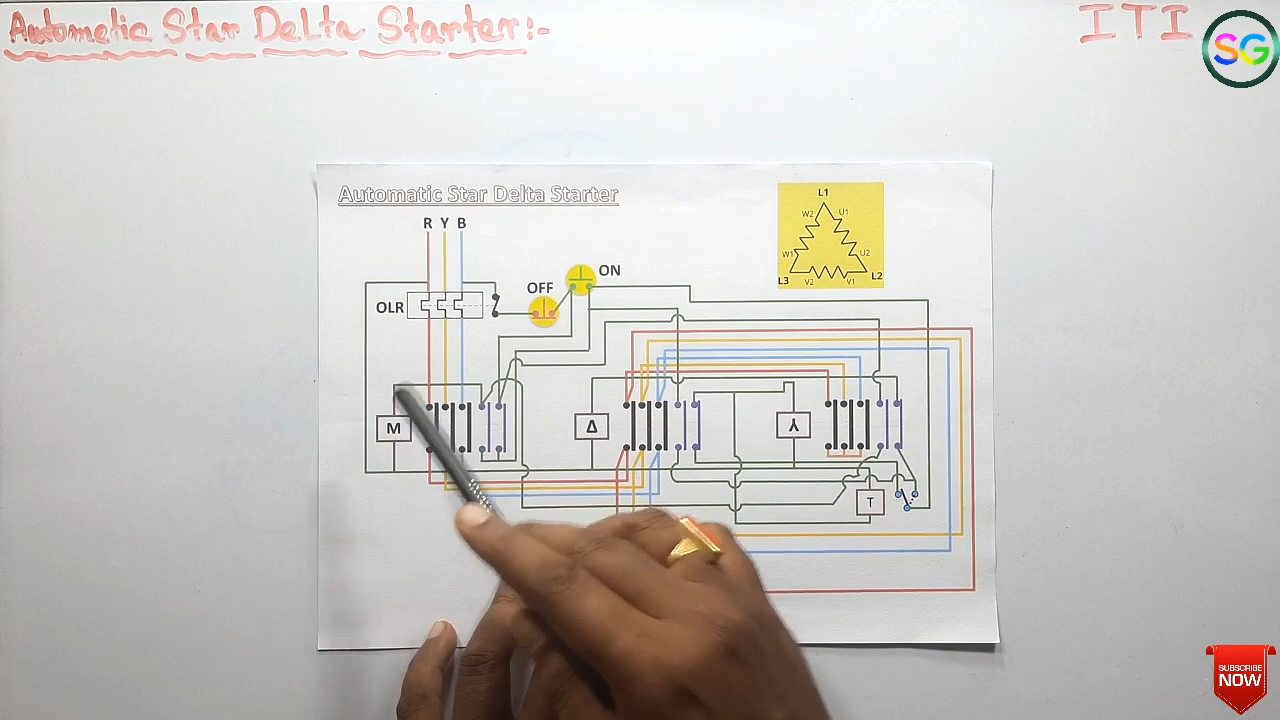 Autometic Star Delta Starter:-
ITI
SG
Automatic Star Delta Starter
L1
W2 U1
W1 U2
L3 V2 V1 L2
R Y B
ON
OFF
OLR
M
Δ
⅄
T
SUBSCRIBE
NOW